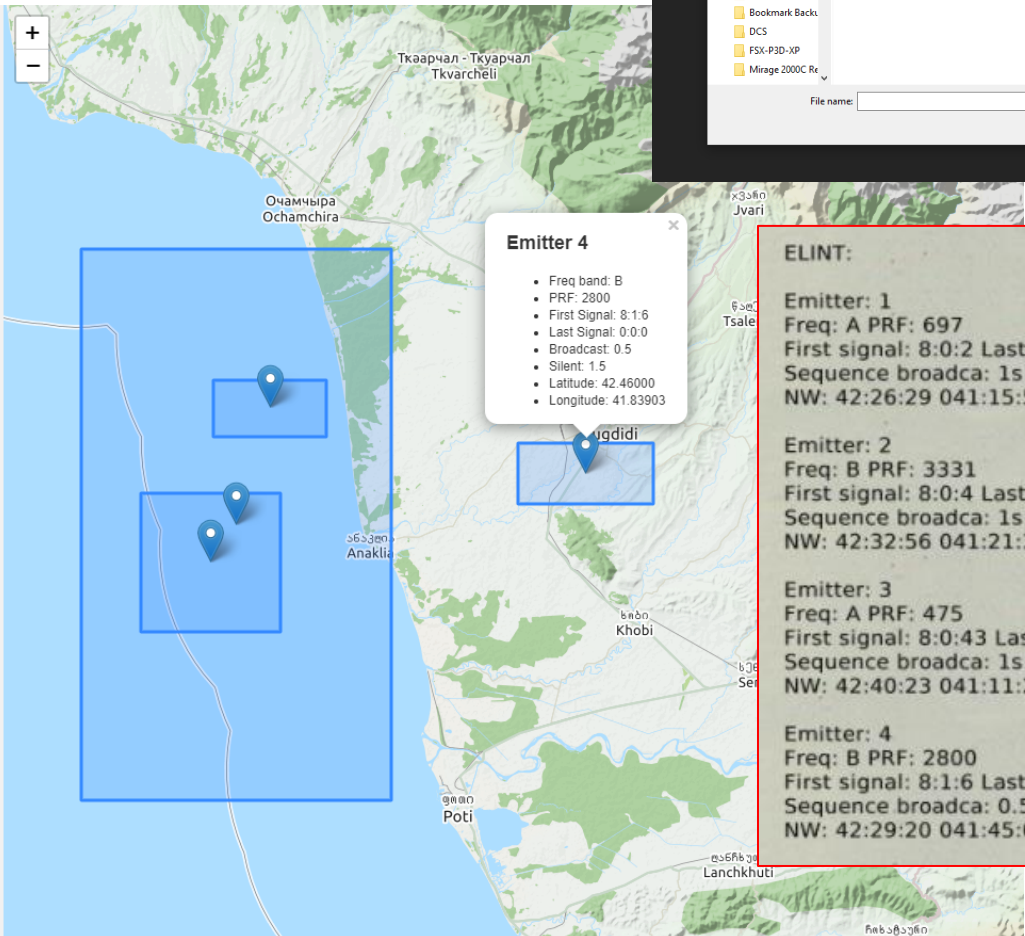 +
−
Ткəарчал - Ткуарчал
Tkvarcheli
Очамчыра
Ochamchira
Jvari
Tsale
ugdidi
Anaklia
ხობი
Khobi
Ser
ფოთი
Poti
Lanchkhuti
Bookmark Backu
DCS
FSX-P3D-XP
Mirage 2000C Re
File name:
×
Emitter 4
Freq band: B
PRF: 2800
First Signal: 8:1:6
Last Signal: 0:0:0
Broadcast: 0.5
Silent: 1.5
Latitude: 42.46000
Longitude: 41.83903
ELINT:
Emitter: 1
Freq: A PRF: 697
First signal: 8:0:2 Last
Sequence broadca: 1s
NW: 42:26:29 041:15:
Emitter: 2
Freq: B PRF: 3331
First signal: 8:0:4 Last
Sequence broadca: 1s
NW: 42:32:56 041:21:
Emitter: 3
Freq: A PRF: 475
First signal: 8:0:43 Las
Sequence broadca: 1s
NW: 42:40:23 041:11:
Emitter: 4
Freq: B PRF: 2800
First signal: 8:1:6 Last
Sequence broadca: 0.5
NW: 42:29:20 041:45: